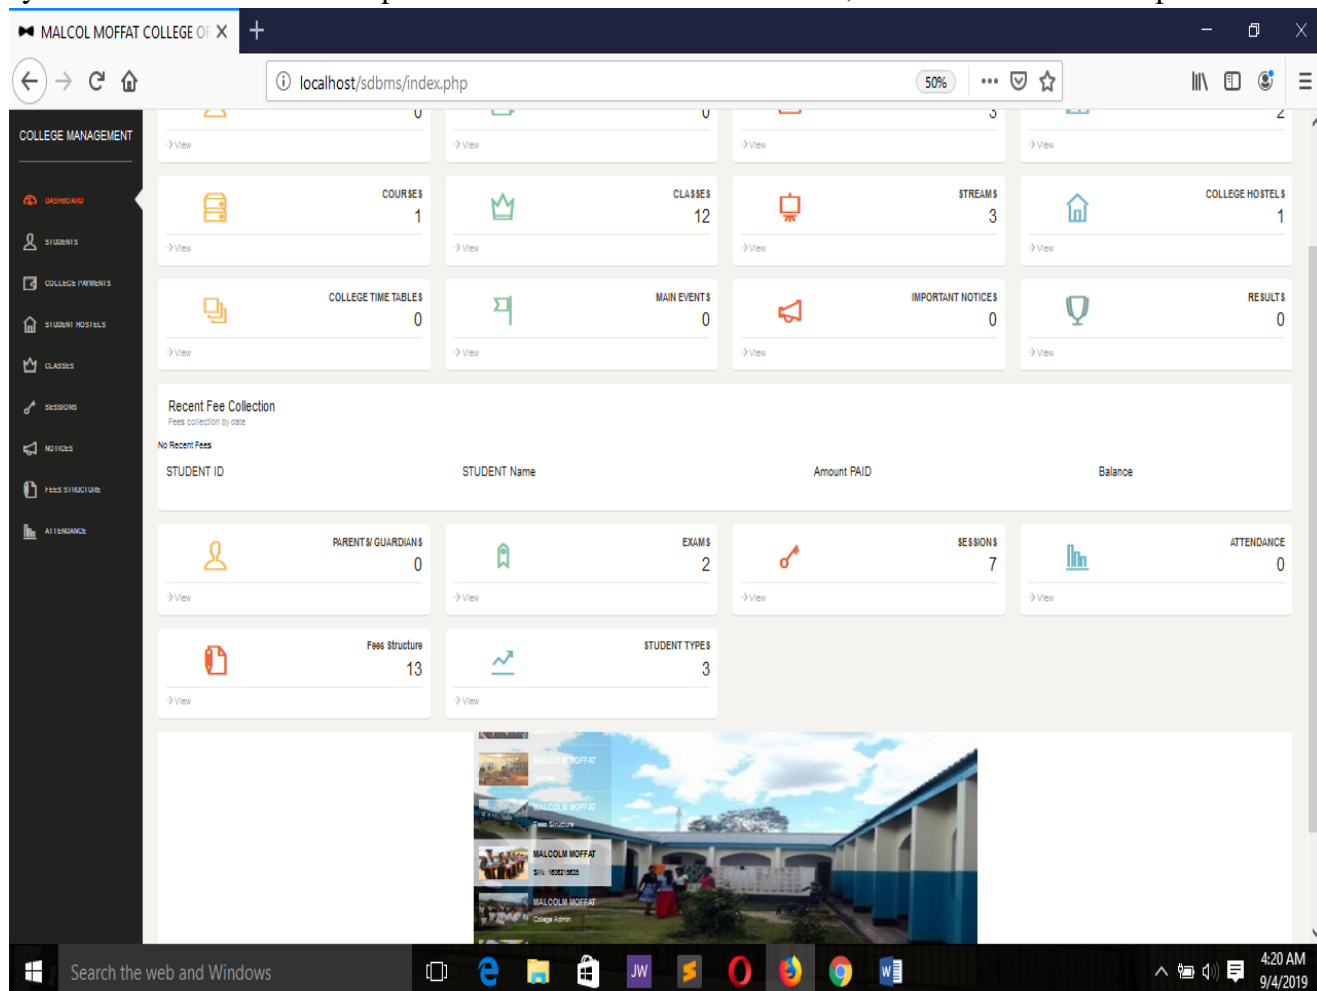 MALCOL MOFFAT COLLEGE OF
localhost/sdbms/index.php
50%
COLLEGE MANAGEMENT
DASHBOARD
STUDENTS
COLLEGE PAYMENTS
STUDENT HOSTELS
CLASSES
SESSIONS
NOTICES
FEES STRUCTURE
ATTENDANCE
0
0
3
2
View
View
View
View
COURSES
1
View
CLASSES
12
View
STREAMS
3
View
COLLEGE HOSTELS
1
View
COLLEGE TIME TABLES
0
View
MAIN EVENTS
0
View
IMPORTANT NOTICES
0
View
RESULTS
0
View
Recent Fee Collection
Fees collection by date
No Recent Fees
STUDENT ID STUDENT Name Amount PAID Balance
PARENTS/ GUARDIANS
0
View
EXAMS
2
View
SESSIONS
7
View
ATTENDANCE
0
View
Fees Structure
13
View
STUDENT TYPES
3
View
MALCOLM MOFFAT
Courses
MALCOLM MOFFAT
Fees Structure
MALCOLM MOFFAT
MALCOLM MOFFAT
College Admin
Search the web and Windows
JW
4:20 AM
9/4/2019